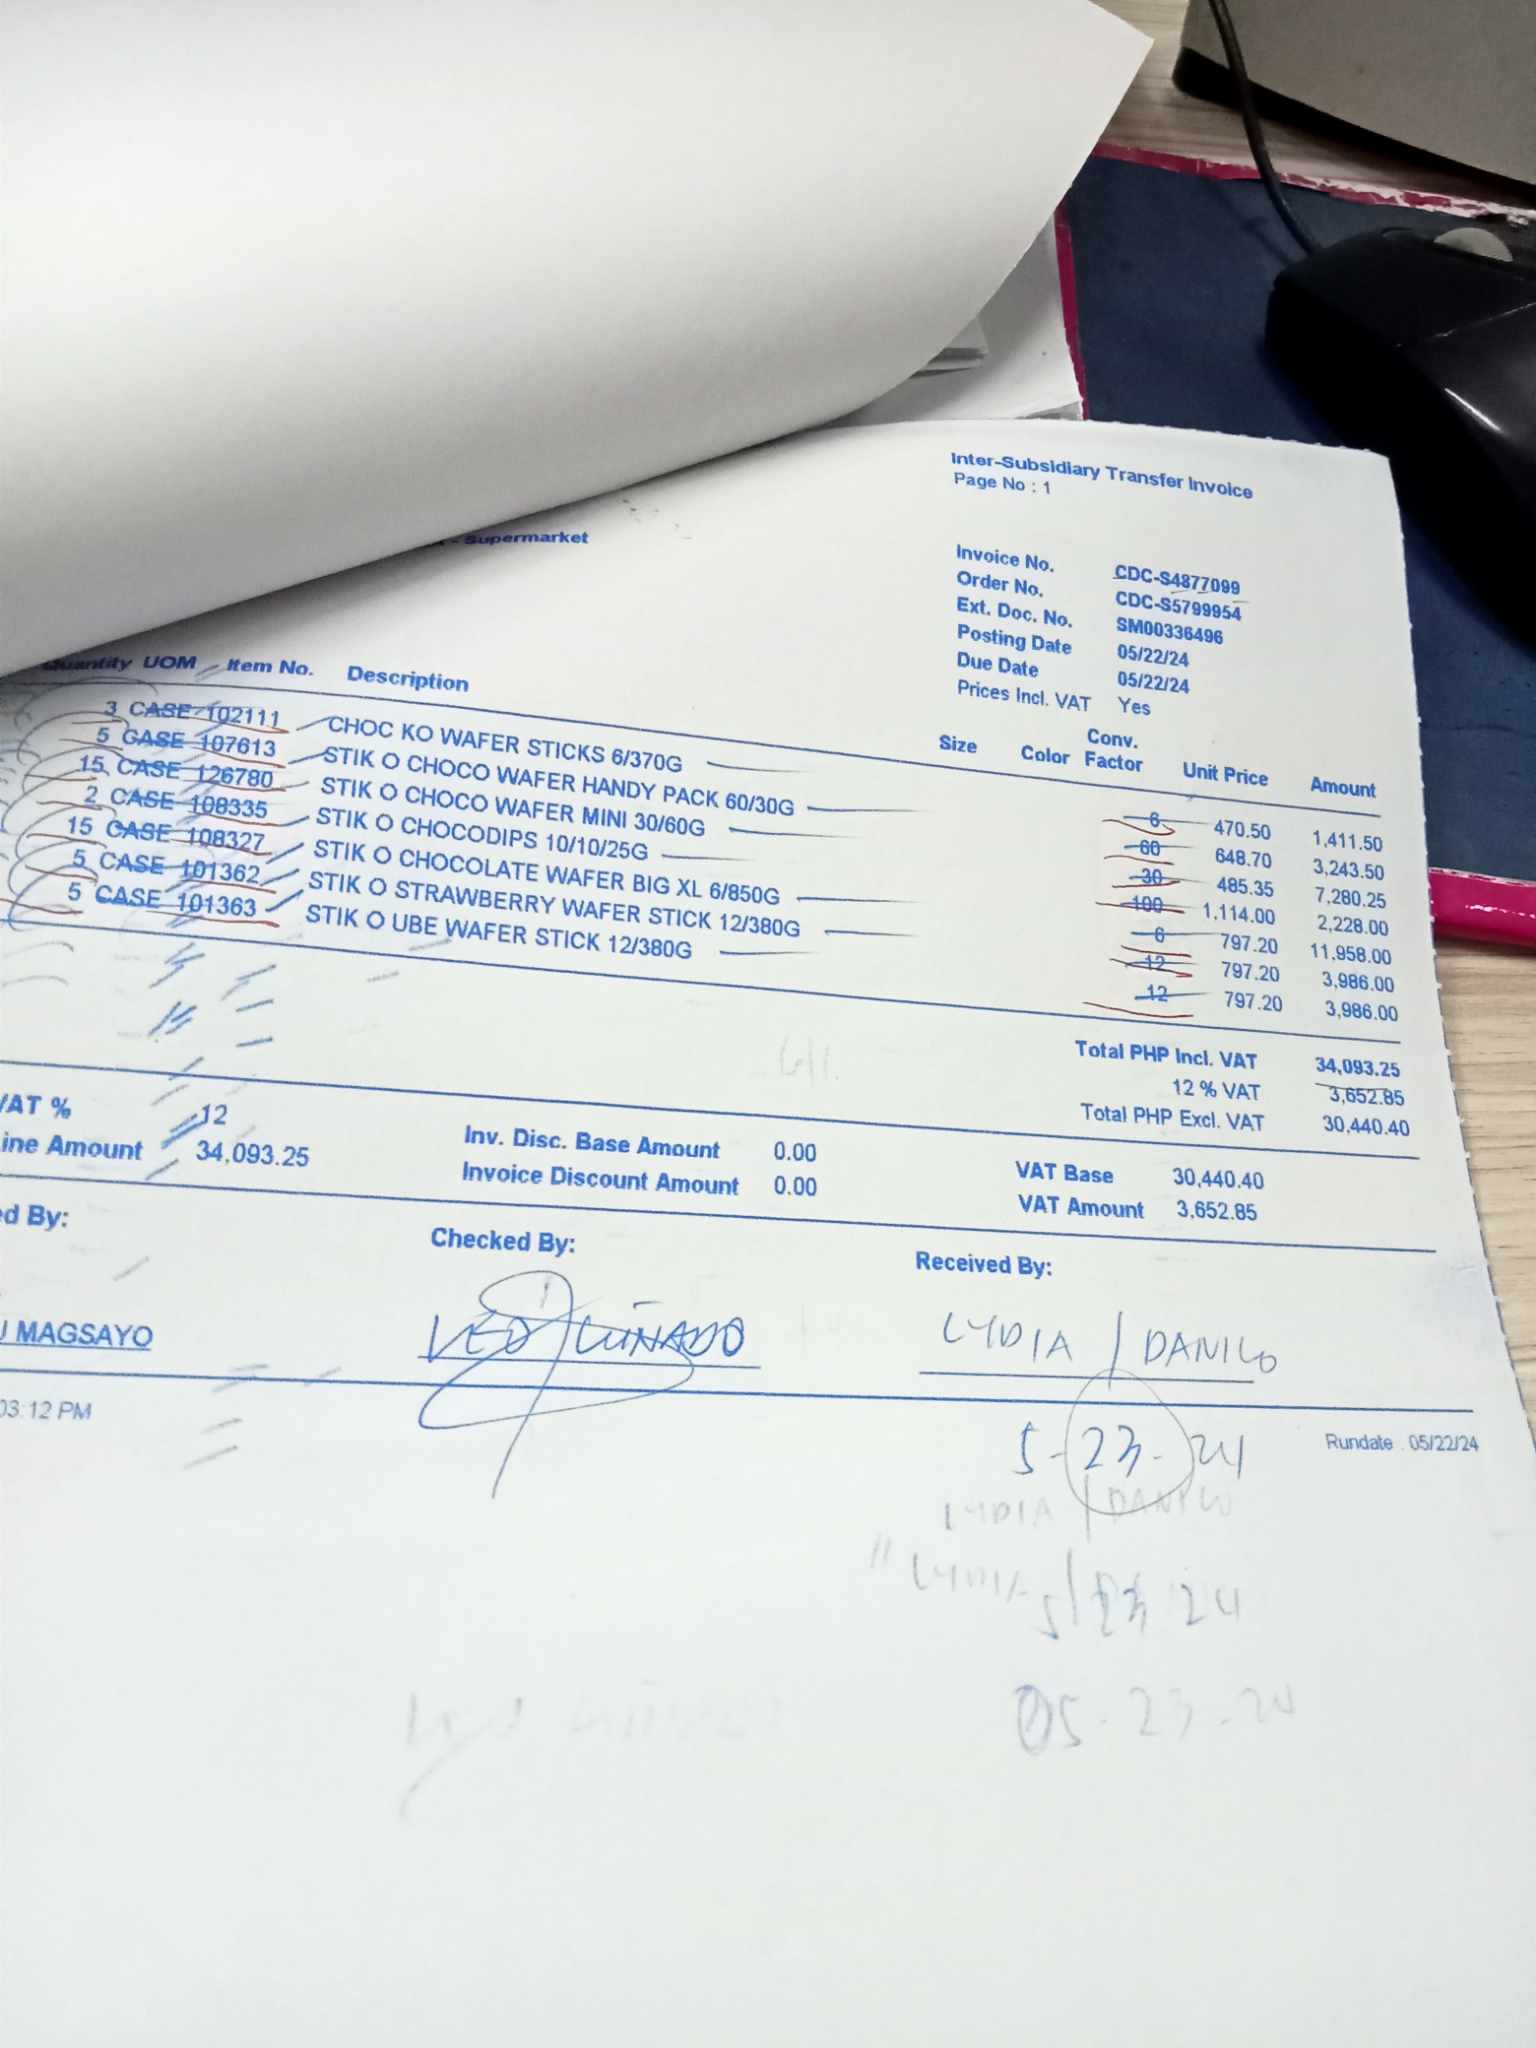 Inter-Subsidiary Transfer Invoice
Page No : 1
- Supermarket
Invoice No. CDC-S4877099
Order No. CDC-S5799954
Ext. Doc. No. SM00336496
Posting Date 05/22/24
Due Date 05/22/24
Prices Incl. VAT Yes
Quantity UOM Item No. Description Size Color Conv. Factor Unit Price Amount
3 CASE 102111 CHOC KO WAFER STICKS 6/370G 6 470.50 1,411.50
5 CASE 107613 STIK O CHOCO WAFER HANDY PACK 60/30G 60 648.70 3,243.50
15 CASE 126780 STIK O CHOCO WAFER MINI 30/60G 30 485.35 7,280.25
2 CASE 108335 STIK O CHOCODIPS 10/10/25G 100 1,114.00 2,228.00
15 CASE 108327 STIK O CHOCOLATE WAFER BIG XL 6/850G 6 797.20 11,958.00
5 CASE 101362 STIK O STRAWBERRY WAFER STICK 12/380G 12 797.20 3,986.00
5 CASE 101363 STIK O UBE WAFER STICK 12/380G 12 797.20 3,986.00
Total PHP Incl. VAT 34,093.25
12 % VAT 3,652.85
Total PHP Excl. VAT 30,440.40
VAT % 12
ine Amount 34,093.25
Inv. Disc. Base Amount 0.00
Invoice Discount Amount 0.00
VAT Base 30,440.40
VAT Amount 3,652.85
ed By: Checked By: Received By:
MAGSAYO LYDIA / DANILO
03:12 PM 5-23-24 Rundate 05/22/24
LYDIA / DANILO
LYDIA
5/23 24
05-23-24